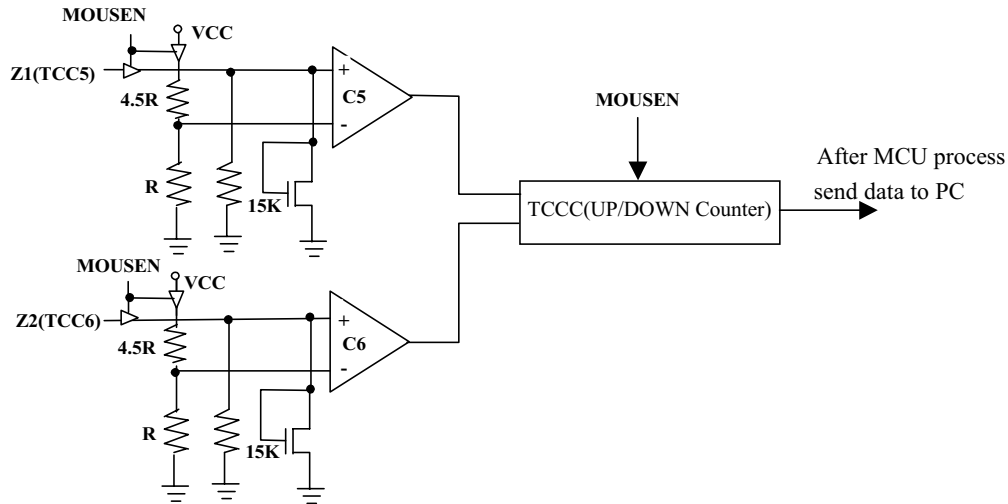 MOUSEN
VCC
Z1(TCC5)
4.5R
+
C5
-
R
15K
MOUSEN
TCCC(UP/DOWN Counter)
After MCU process
send data to PC
MOUSEN
VCC
Z2(TCC6)
4.5R
+
C6
-
R
15K